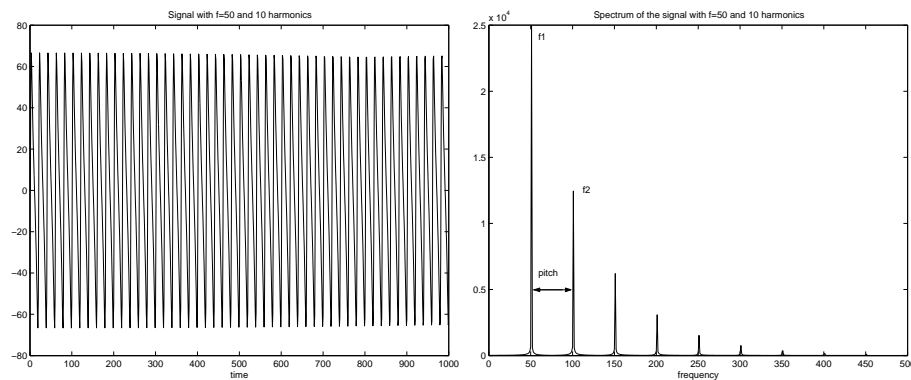 Signal with f=50 and 10 harmonics
80
60
40
20
0
−20
−40
−60
−80
0 100 200 300 400 500 600 700 800 900 1000
time
Spectrum of the signal with f=50 and 10 harmonics
x 10^4
2.5
2
1.5
1
0.5
0
f1
f2
pitch
0 50 100 150 200 250 300 350 400 450 500
frequency